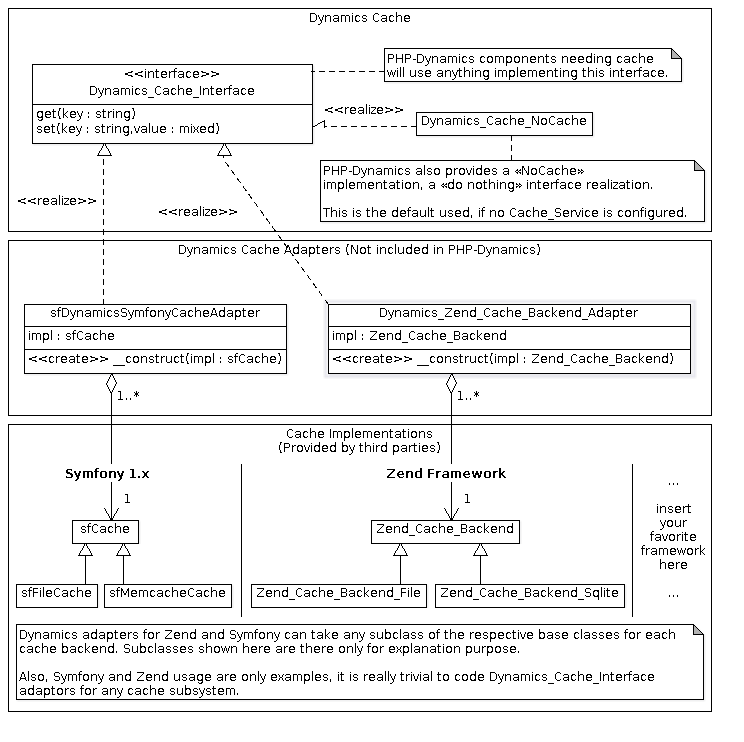 Dynamics Cache
<<interface>>
Dynamics_Cache_Interface
get(key : string)
set(key : string,value : mixed)
PHP-Dynamics components needing cache
will use anything implementing this interface.
<<realize>>
Dynamics_Cache_NoCache
PHP-Dynamics also provides a «NoCache»
implementation, a «do nothing» interface realization.
This is the default used, if no Cache_Service is configured.
<<realize>>
<<realize>>
Dynamics Cache Adapters (Not included in PHP-Dynamics)
sfDynamicsSymfonyCacheAdapter
impl : sfCache
<<create>> __construct(impl : sfCache)
Dynamics_Zend_Cache_Backend_Adapter
impl : Zend_Cache_Backend
<<create>> __construct(impl : Zend_Cache_Backend)
1..*
1..*
Cache Implementations
(Provided by third parties)
Symfony 1.x
1
sfCache
sfFileCache
sfMemcacheCache
Zend Framework
1
Zend_Cache_Backend
Zend_Cache_Backend_File
Zend_Cache_Backend_Sqlite
...
insert
your
favorite
framework
here
...
Dynamics adapters for Zend and Symfony can take any subclass of the respective base classes for each
cache backend. Subclasses shown here are there only for explanation purpose.
Also, Symfony and Zend usage are only examples, it is really trivial to code Dynamics_Cache_Interface
adaptors for any cache subsystem.